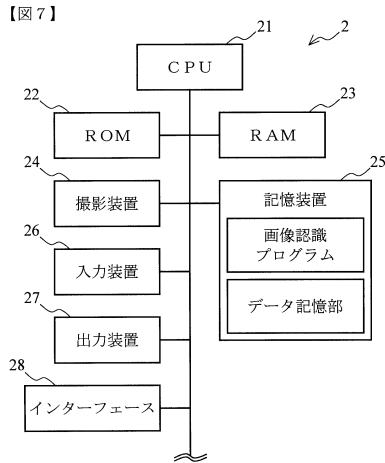 【図７】
21
2
ＣＰＵ
22
23
ＲＯＭ
ＲＡＭ
24
25
撮影装置
記憶装置
画像認識
プログラム
26
入力装置
27
データ記憶部
出力装置
28
インターフェース